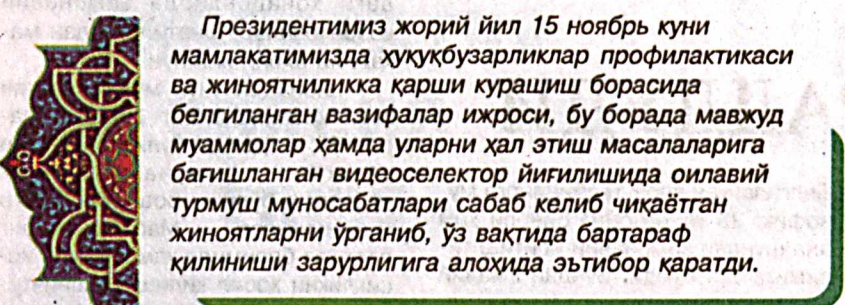 Президентимиз жорий йил 15 ноябрь куни
мамлакатимизда ҳуқуқбузарликлар профилактикаси
ва жиноятчиликка қарши курашиш борасида
белгиланган вазифалар ижроси, бу борада мавжуд
муаммолар ҳамда уларни ҳал этиш масалаларига
бағишланган видеоселектор йиғилишида оилавий
турмуш муносабатлари сабаб келиб чиқаётган
жиноятларни ўрганиб, ўз вақтида бартараф
қилиниши зарурлигига алоҳида эътибор қаратди.